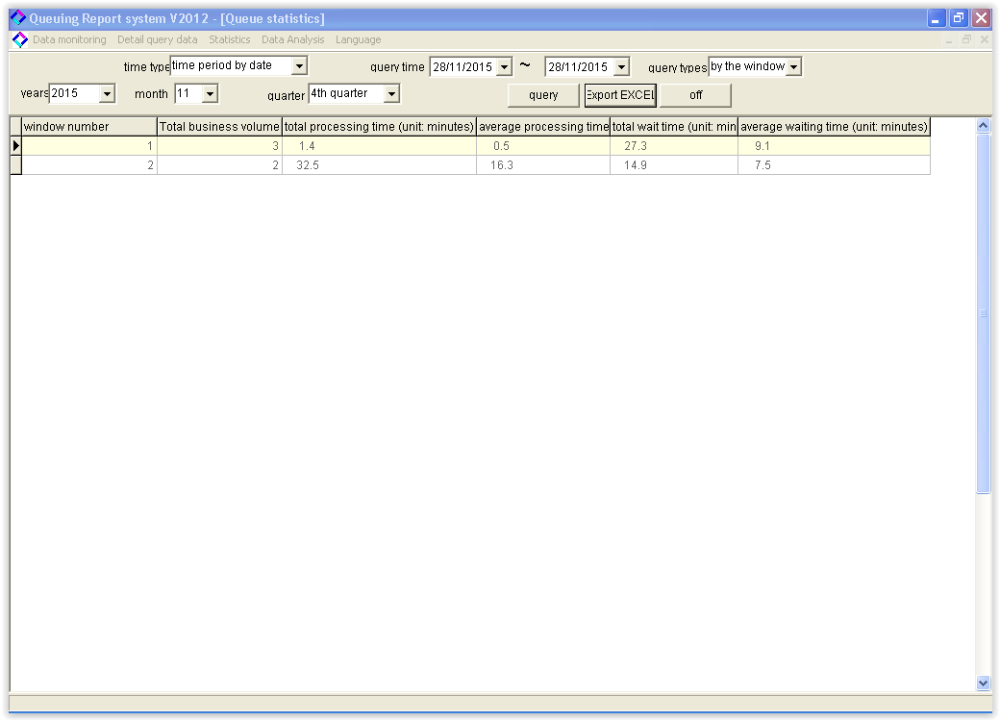 Queuing Report system V2012 - [Queue statistics]
Data monitoring Detail query data Statistics Data Analysis Language
time type time period by date query time 28/11/2015 ~ 28/11/2015 query types by the window
years 2015 month 11 quarter 4th quarter query Export EXCEL off
window number Total business volume total processing time (unit: minutes) average processing time total wait time (unit: min average waiting time (unit: minutes)
1 3 1.4 0.5 27.3 9.1
2 2 32.5 16.3 14.9 7.5